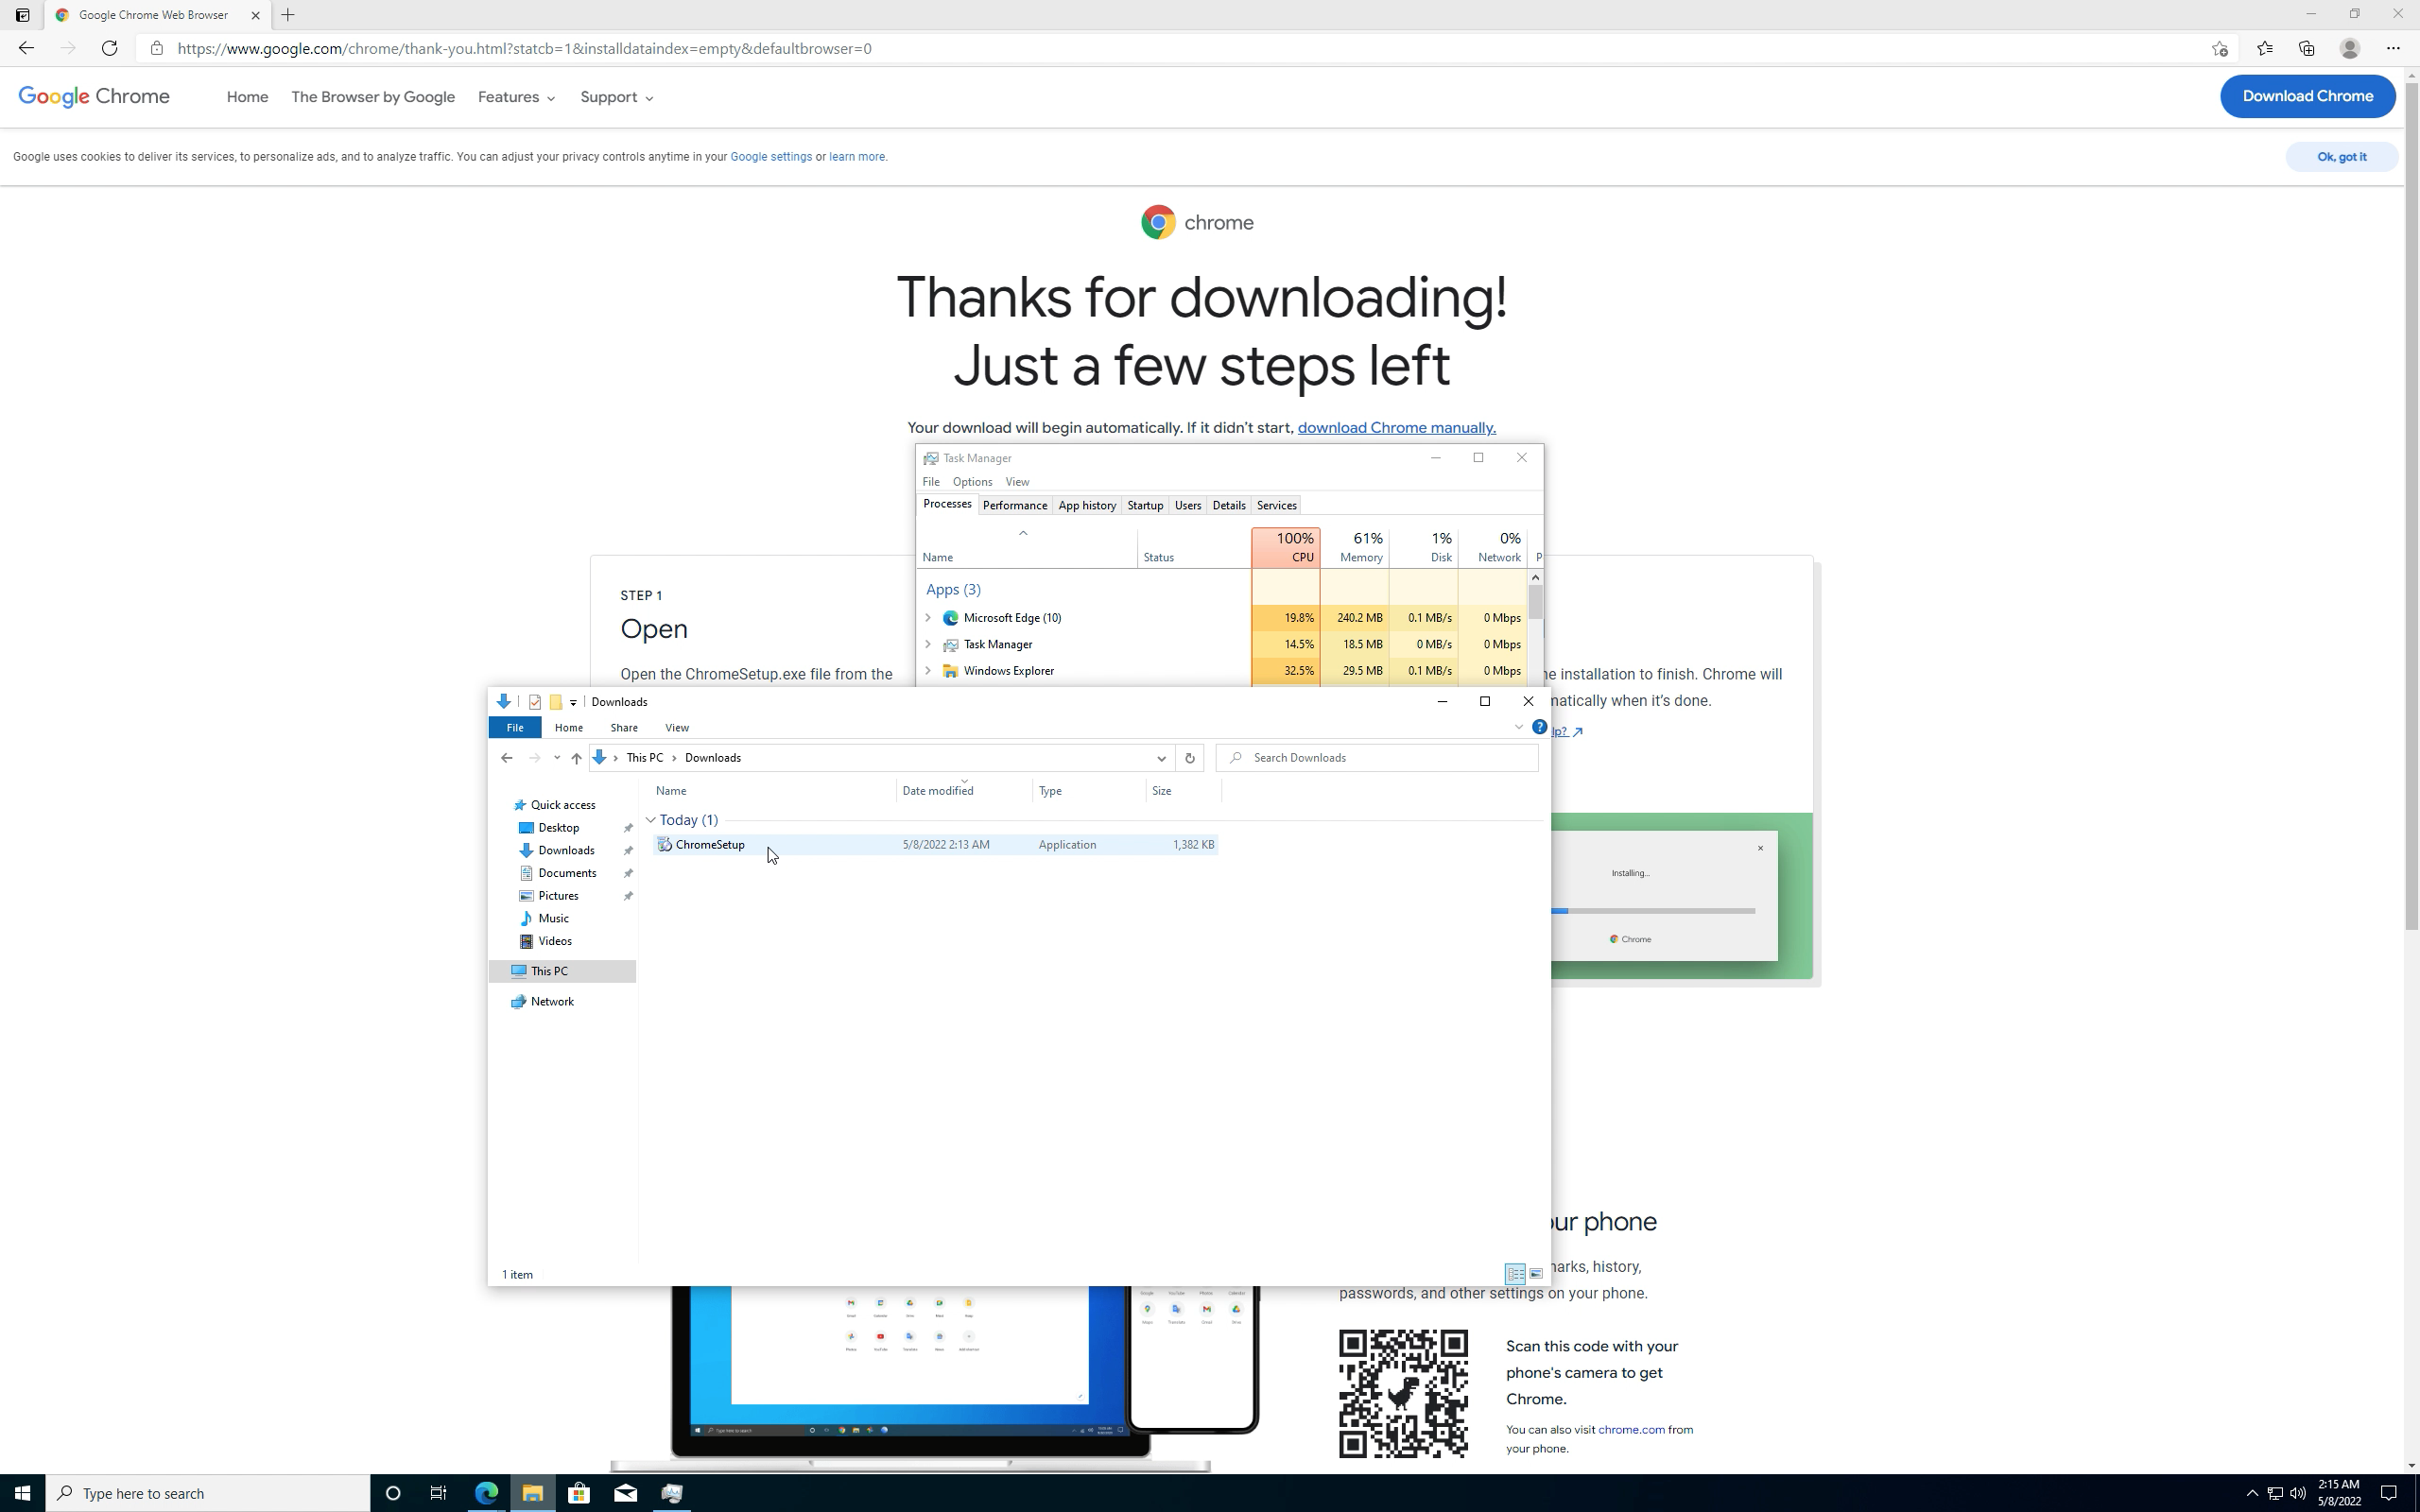 Google Chrome Web Browser
https://www.google.com/chrome/thank-you.html?statcb=1&installdataindex=empty&defaultbrowser=0
Google Chrome
Home
The Browser by Google
Features
Support
Download Chrome
Google uses cookies to deliver its services, to personalize ads, and to analyze traffic. You can adjust your privacy controls anytime in your Google settings or learn more.
Ok, got it
chrome
Thanks for downloading!
Just a few steps left
Your download will begin automatically. If it didn't start, download Chrome manually.
Task Manager
File Options View
Processes Performance App history Startup Users Details Services
100% 61% 1% 0%
Name Status CPU Memory Disk Network P
Apps (3)
Microsoft Edge (10) 19.8% 240.2 MB 0.1 MB/s 0 Mbps
Task Manager 14.5% 18.5 MB 0 MB/s 0 Mbps
Windows Explorer 32.5% 29.5 MB 0.1 MB/s 0 Mbps
STEP 1
Open
Open the ChromeSetup.exe file from the
e installation to finish. Chrome will
matically when it's done.
lp?
Downloads
File Home Share View
This PC > Downloads
Search Downloads
Name Date modified Type Size
Today (1)
ChromeSetup 5/8/2022 2:13 AM Application 1,382 KB
Quick access
Desktop
Downloads
Documents
Pictures
Music
Videos
This PC
Network
1 item
Installing...
Chrome
ur phone
arks, history,
passwords, and other settings on your phone.
Scan this code with your
phone's camera to get
Chrome.
You can also visit chrome.com from
your phone.
Type here to search
2:15 AM
5/8/2022